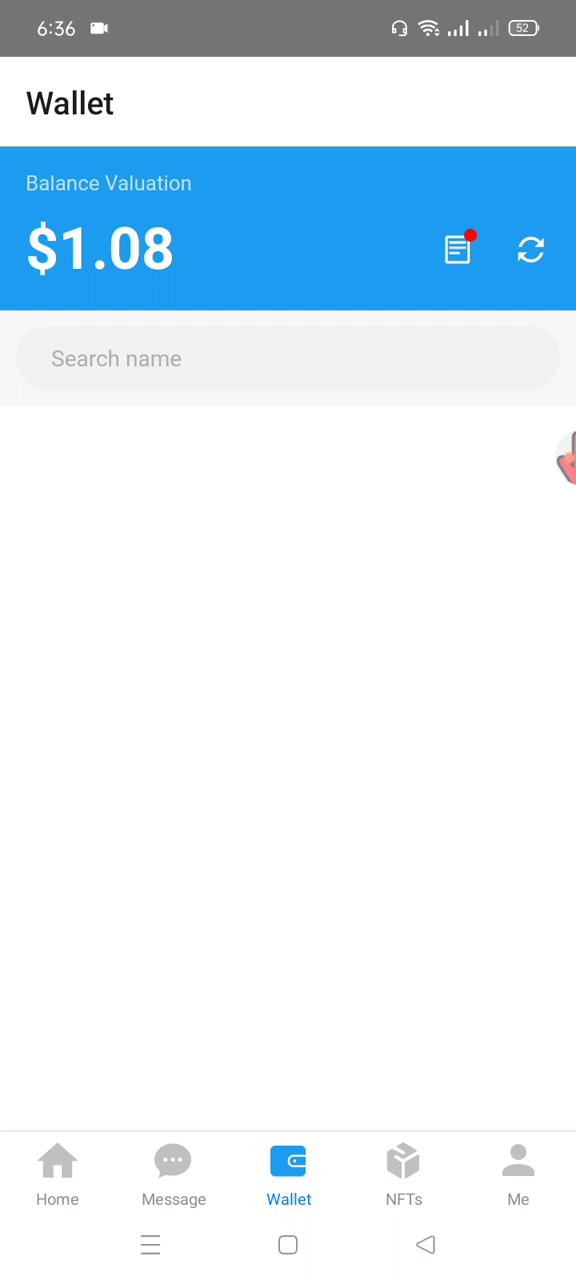 6:36
52
Wallet
Balance Valuation
$1.08
Search name
Home
Message
Wallet
NFTs
Me